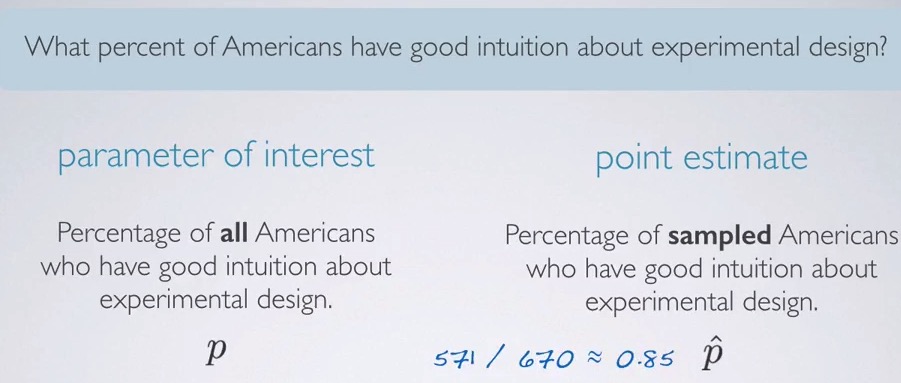 What percent of Americans have good intuition about experimental design?
parameter of interest
Percentage of all Americans
who have good intuition about
experimental design.
p
point estimate
Percentage of sampled Americans
who have good intuition about
experimental design.
571 / 670 ≈ 0.85 p̂